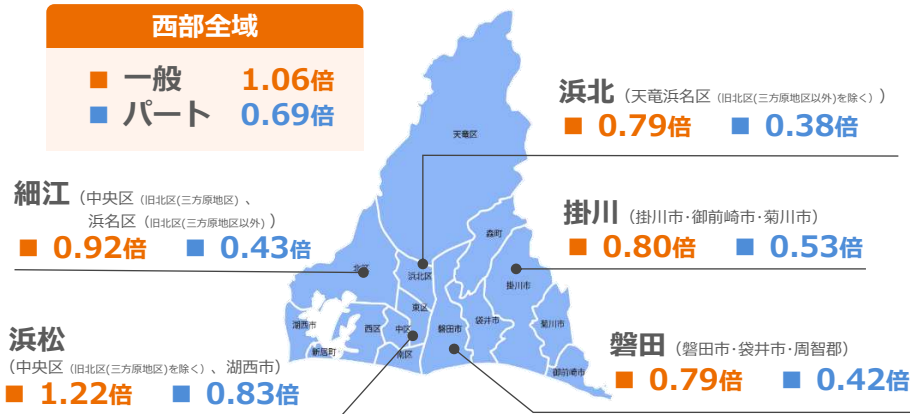 西部全域
■ 一般 1.06倍
■ パート 0.69倍
浜北 (天竜浜名区 (旧北区(三方原地区以外)を除く) )
■ 0.79倍 ■ 0.38倍
細江 (中央区 (旧北区(三方原地区) 、
浜名区 (旧北区(三方原地区以外) )
■ 0.92倍 ■ 0.43倍
掛川 (掛川市・御前崎市・菊川市)
■ 0.80倍 ■ 0.53倍
浜松
(中央区 (旧北区(三方原地区)を除く) 、湖西市)
■ 1.22倍 ■ 0.83倍
磐田 (磐田市・袋井市・周智郡)
■ 0.79倍 ■ 0.42倍
天竜区
森町
北区
浜北区
掛川市
東区
湖西市
西区
中区
磐田市
袋井市
菊川市
新居町
南区
御前崎市